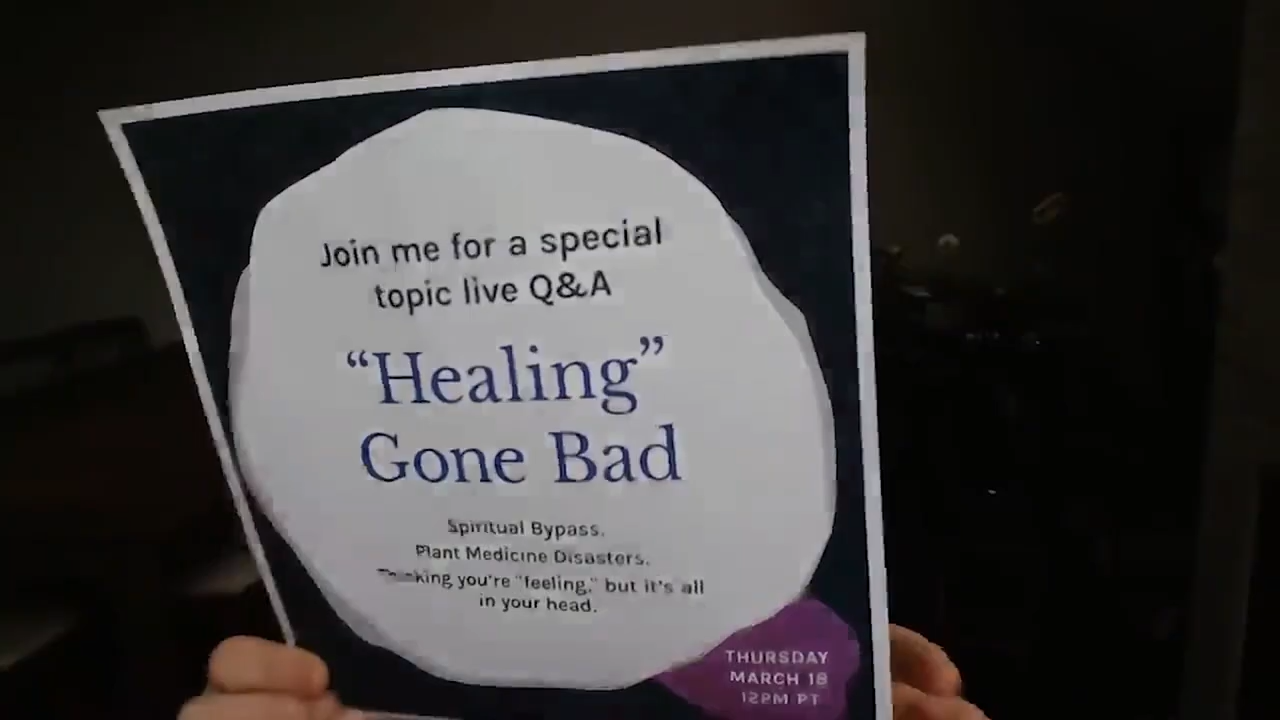 Join me for a special
topic live Q&A
“Healing”
Gone Bad
Spiritual Bypass.
Plant Medicine Disasters.
Thinking you're "feeling," but it's all
in your head.
THURSDAY
MARCH 18
12PM PT